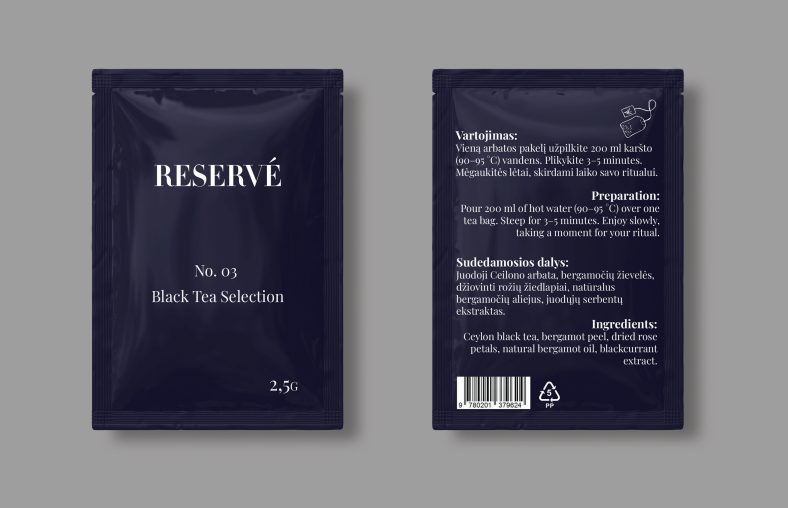 RESERVÉ
No. 03
Black Tea Selection
2,5G
Vartojimas:
Vieną arbatos pakelį užpilkite 200 ml karšto
(90–95 °C) vandens. Plikykite 3–5 minutes.
Mėgaukitės lėtai, skirdami laiko savo ritualui.
Preparation:
Pour 200 ml of hot water (90–95 °C) over one
tea bag. Steep for 3–5 minutes. Enjoy slowly,
taking a moment for your ritual.
Sudedamosios dalys:
Juodoji Ceilono arbata, bergamočių žievelės,
džiovinti rožių žiedlapiai, natūralus
bergamočių aliejus, juodųjų serbentų
ekstraktas.
Ingredients:
Ceylon black tea, bergamot peel, dried rose
petals, natural bergamot oil, blackcurrant
extract.
9 780201 379624
5
PP